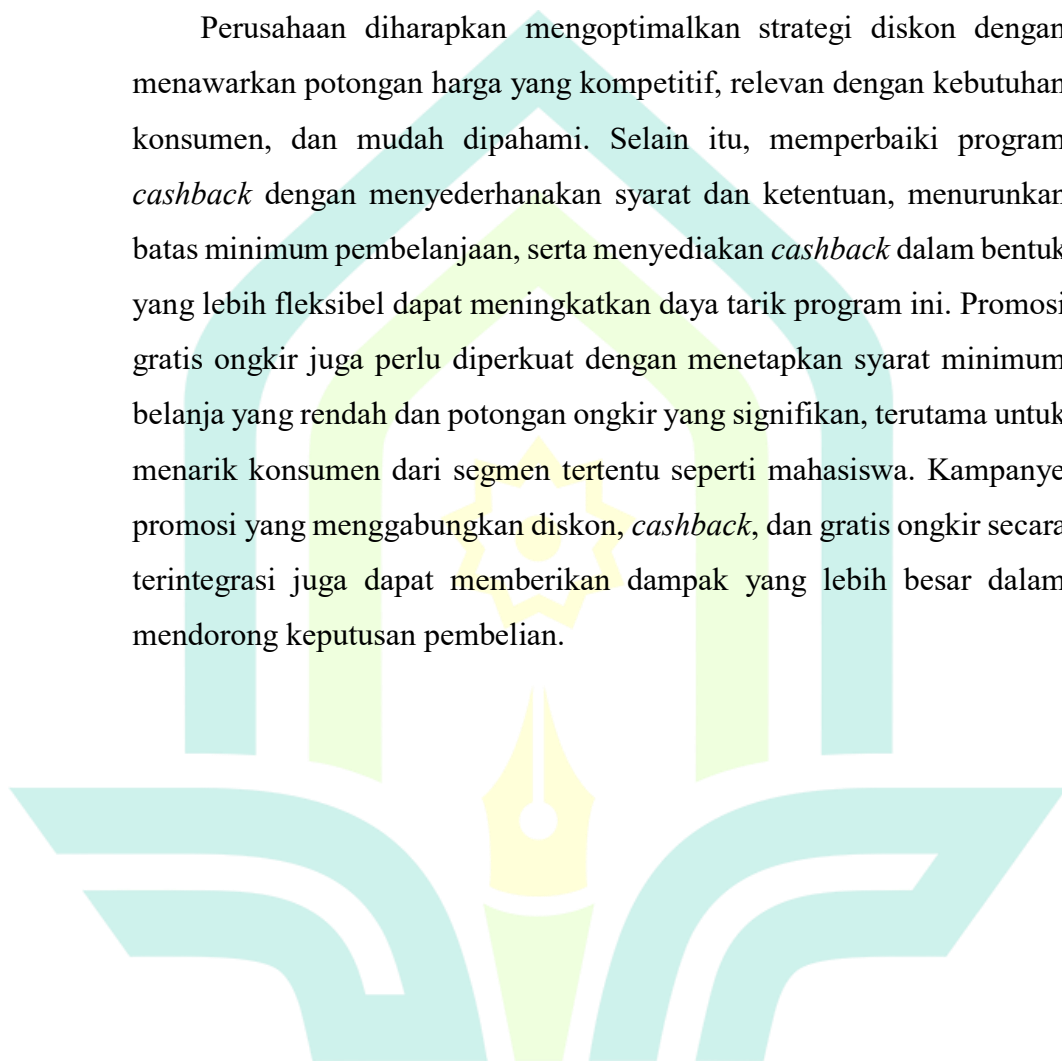 Perusahaan diharapkan mengoptimalkan strategi diskon dengan
menawarkan potongan harga yang kompetitif, relevan dengan kebutuhan
konsumen, dan mudah dipahami. Selain itu, memperbaiki program
cashback dengan menyederhanakan syarat dan ketentuan, menurunkan
batas minimum pembelanjaan, serta menyediakan cashback dalam bentuk
yang lebih fleksibel dapat meningkatkan daya tarik program ini. Promosi
gratis ongkir juga perlu diperkuat dengan menetapkan syarat minimum
belanja yang rendah dan potongan ongkir yang signifikan, terutama untuk
menarik konsumen dari segmen tertentu seperti mahasiswa. Kampanye
promosi yang menggabungkan diskon, cashback, dan gratis ongkir secara
terintegrasi juga dapat memberikan dampak yang lebih besar dalam
mendorong keputusan pembelian.